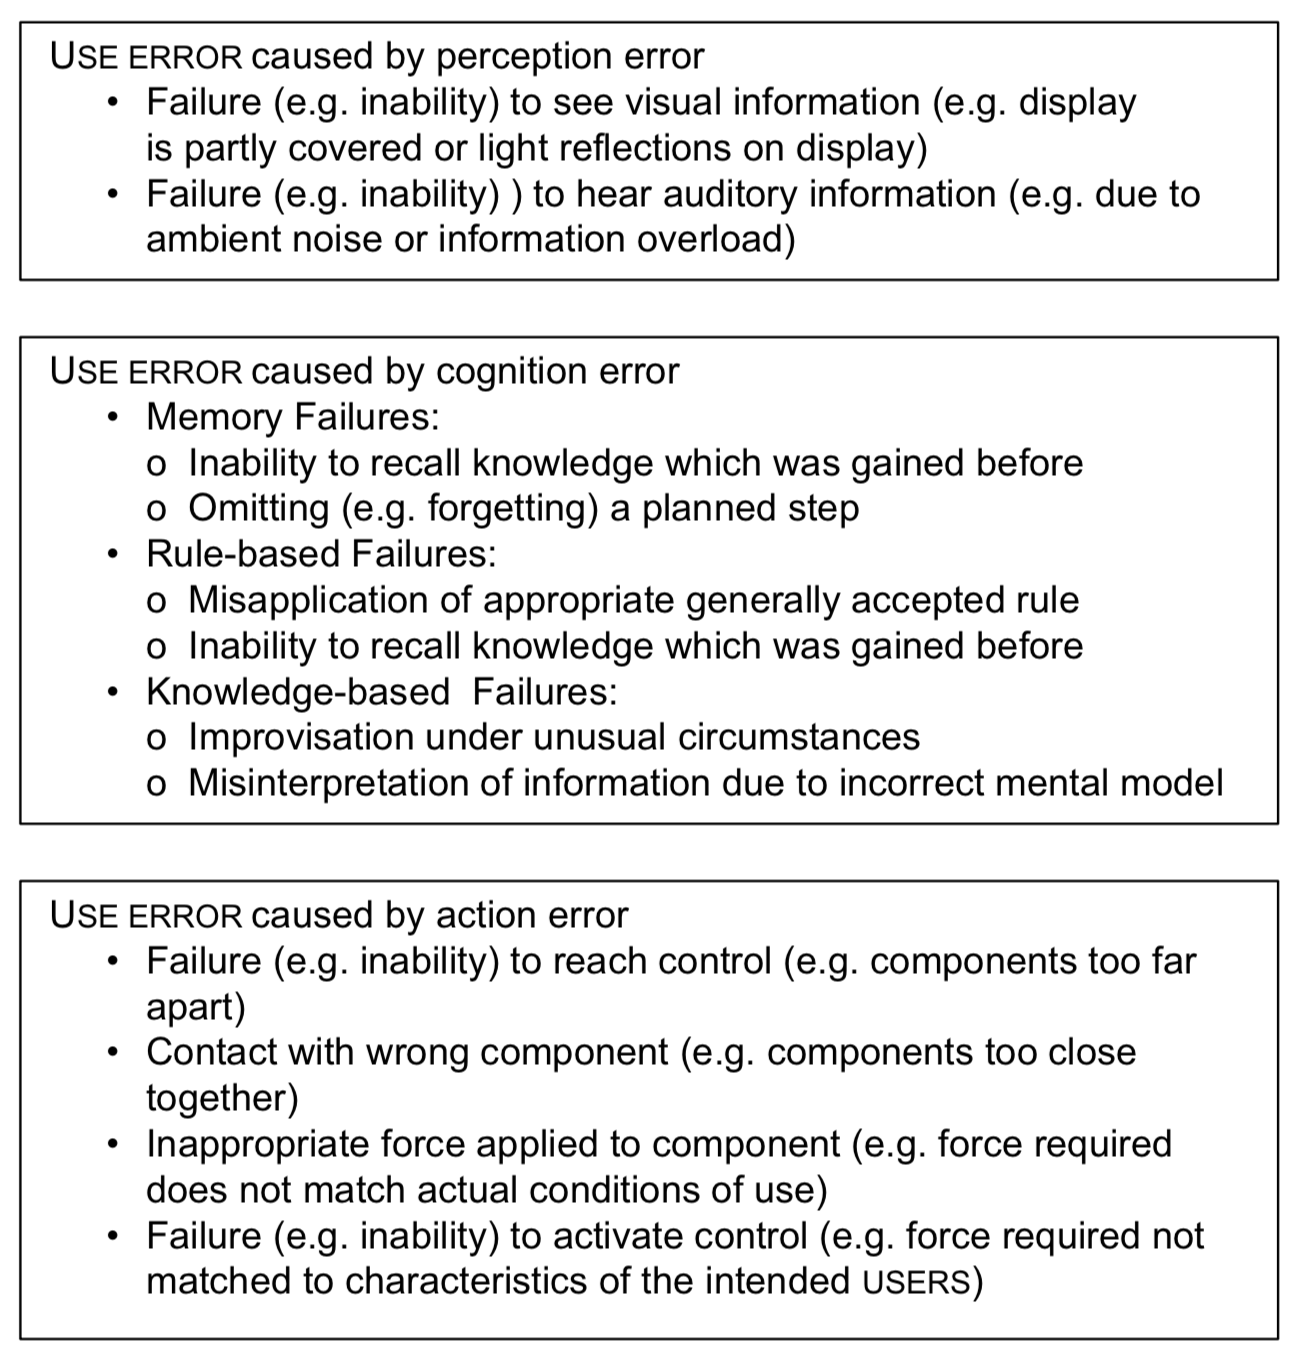 USE ERROR caused by perception error
• Failure (e.g. inability) to see visual information (e.g. display
is partly covered or light reflections on display)
• Failure (e.g. inability) ) to hear auditory information (e.g. due to
ambient noise or information overload)
USE ERROR caused by cognition error
• Memory Failures:
o Inability to recall knowledge which was gained before
o Omitting (e.g. forgetting) a planned step
• Rule-based Failures:
o Misapplication of appropriate generally accepted rule
o Inability to recall knowledge which was gained before
• Knowledge-based  Failures:
o Improvisation under unusual circumstances
o Misinterpretation of information due to incorrect mental model
USE ERROR caused by action error
• Failure (e.g. inability) to reach control (e.g. components too far
apart)
• Contact with wrong component (e.g. components too close
together)
• Inappropriate force applied to component (e.g. force required
does not match actual conditions of use)
• Failure (e.g. inability) to activate control (e.g. force required not
matched to characteristics of the intended USERS)